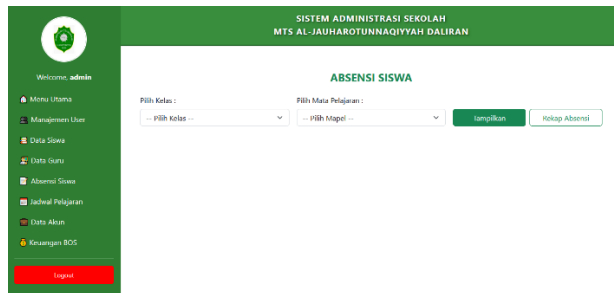 SISTEM ADMINISTRASI SEKOLAH
MTS AL-JAUHAROTUNNAQIYYAH DALIRAN
Welcome, admin
Menu Utama
Manajemen User
Data Siswa
Data Guru
Absensi Siswa
Jadwal Pelajaran
Data Akun
Keuangan BOS
Logout
ABSENSI SISWA
Pilih Kelas :
Pilih Mata Pelajaran :
-- Pilih Kelas --
-- Pilih Mapel --
Tampilkan
Rekap Absensi